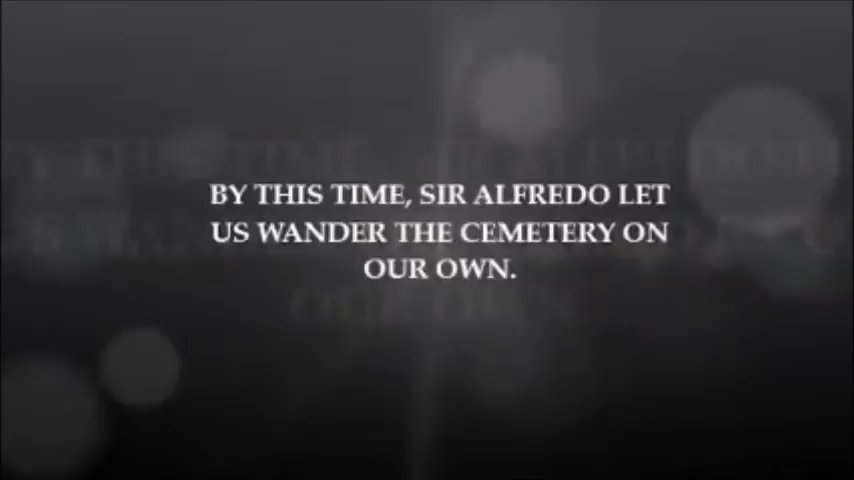 BY THIS TIME, SIR ALFREDO LET
US WANDER THE CEMETERY ON
OUR OWN.